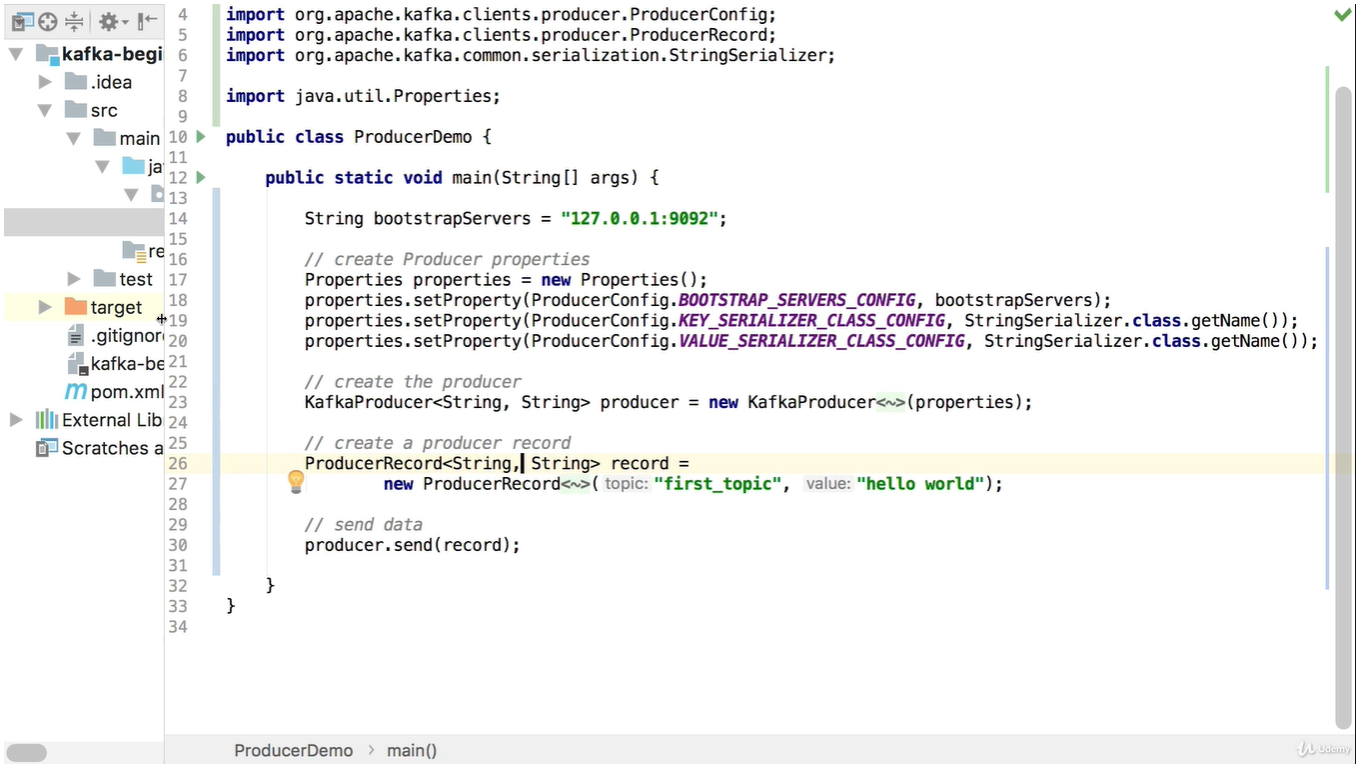 kafka-begi
.idea
src
main
ja
re
test
target
.gitignor
kafka-be
pom.xml
External Lib
Scratches a
4 import org.apache.kafka.clients.producer.ProducerConfig;
5 import org.apache.kafka.clients.producer.ProducerRecord;
6 import org.apache.kafka.common.serialization.StringSerializer;
7
8 import java.util.Properties;
9
10 public class ProducerDemo {
11
12 public static void main(String[] args) {
13
14 String bootstrapServers = "127.0.0.1:9092";
15
16 // create Producer properties
17 Properties properties = new Properties();
18 properties.setProperty(ProducerConfig.BOOTSTRAP_SERVERS_CONFIG, bootstrapServers);
19 properties.setProperty(ProducerConfig.KEY_SERIALIZER_CLASS_CONFIG, StringSerializer.class.getName());
20 properties.setProperty(ProducerConfig.VALUE_SERIALIZER_CLASS_CONFIG, StringSerializer.class.getName());
21
22 // create the producer
23 KafkaProducer<String, String> producer = new KafkaProducer<~>(properties);
24
25 // create a producer record
26 ProducerRecord<String, String> record =
27 new ProducerRecord<~>( topic: "first_topic", value: "hello world");
28
29 // send data
30 producer.send(record);
31
32 }
33 }
34
ProducerDemo > main()
Udemy